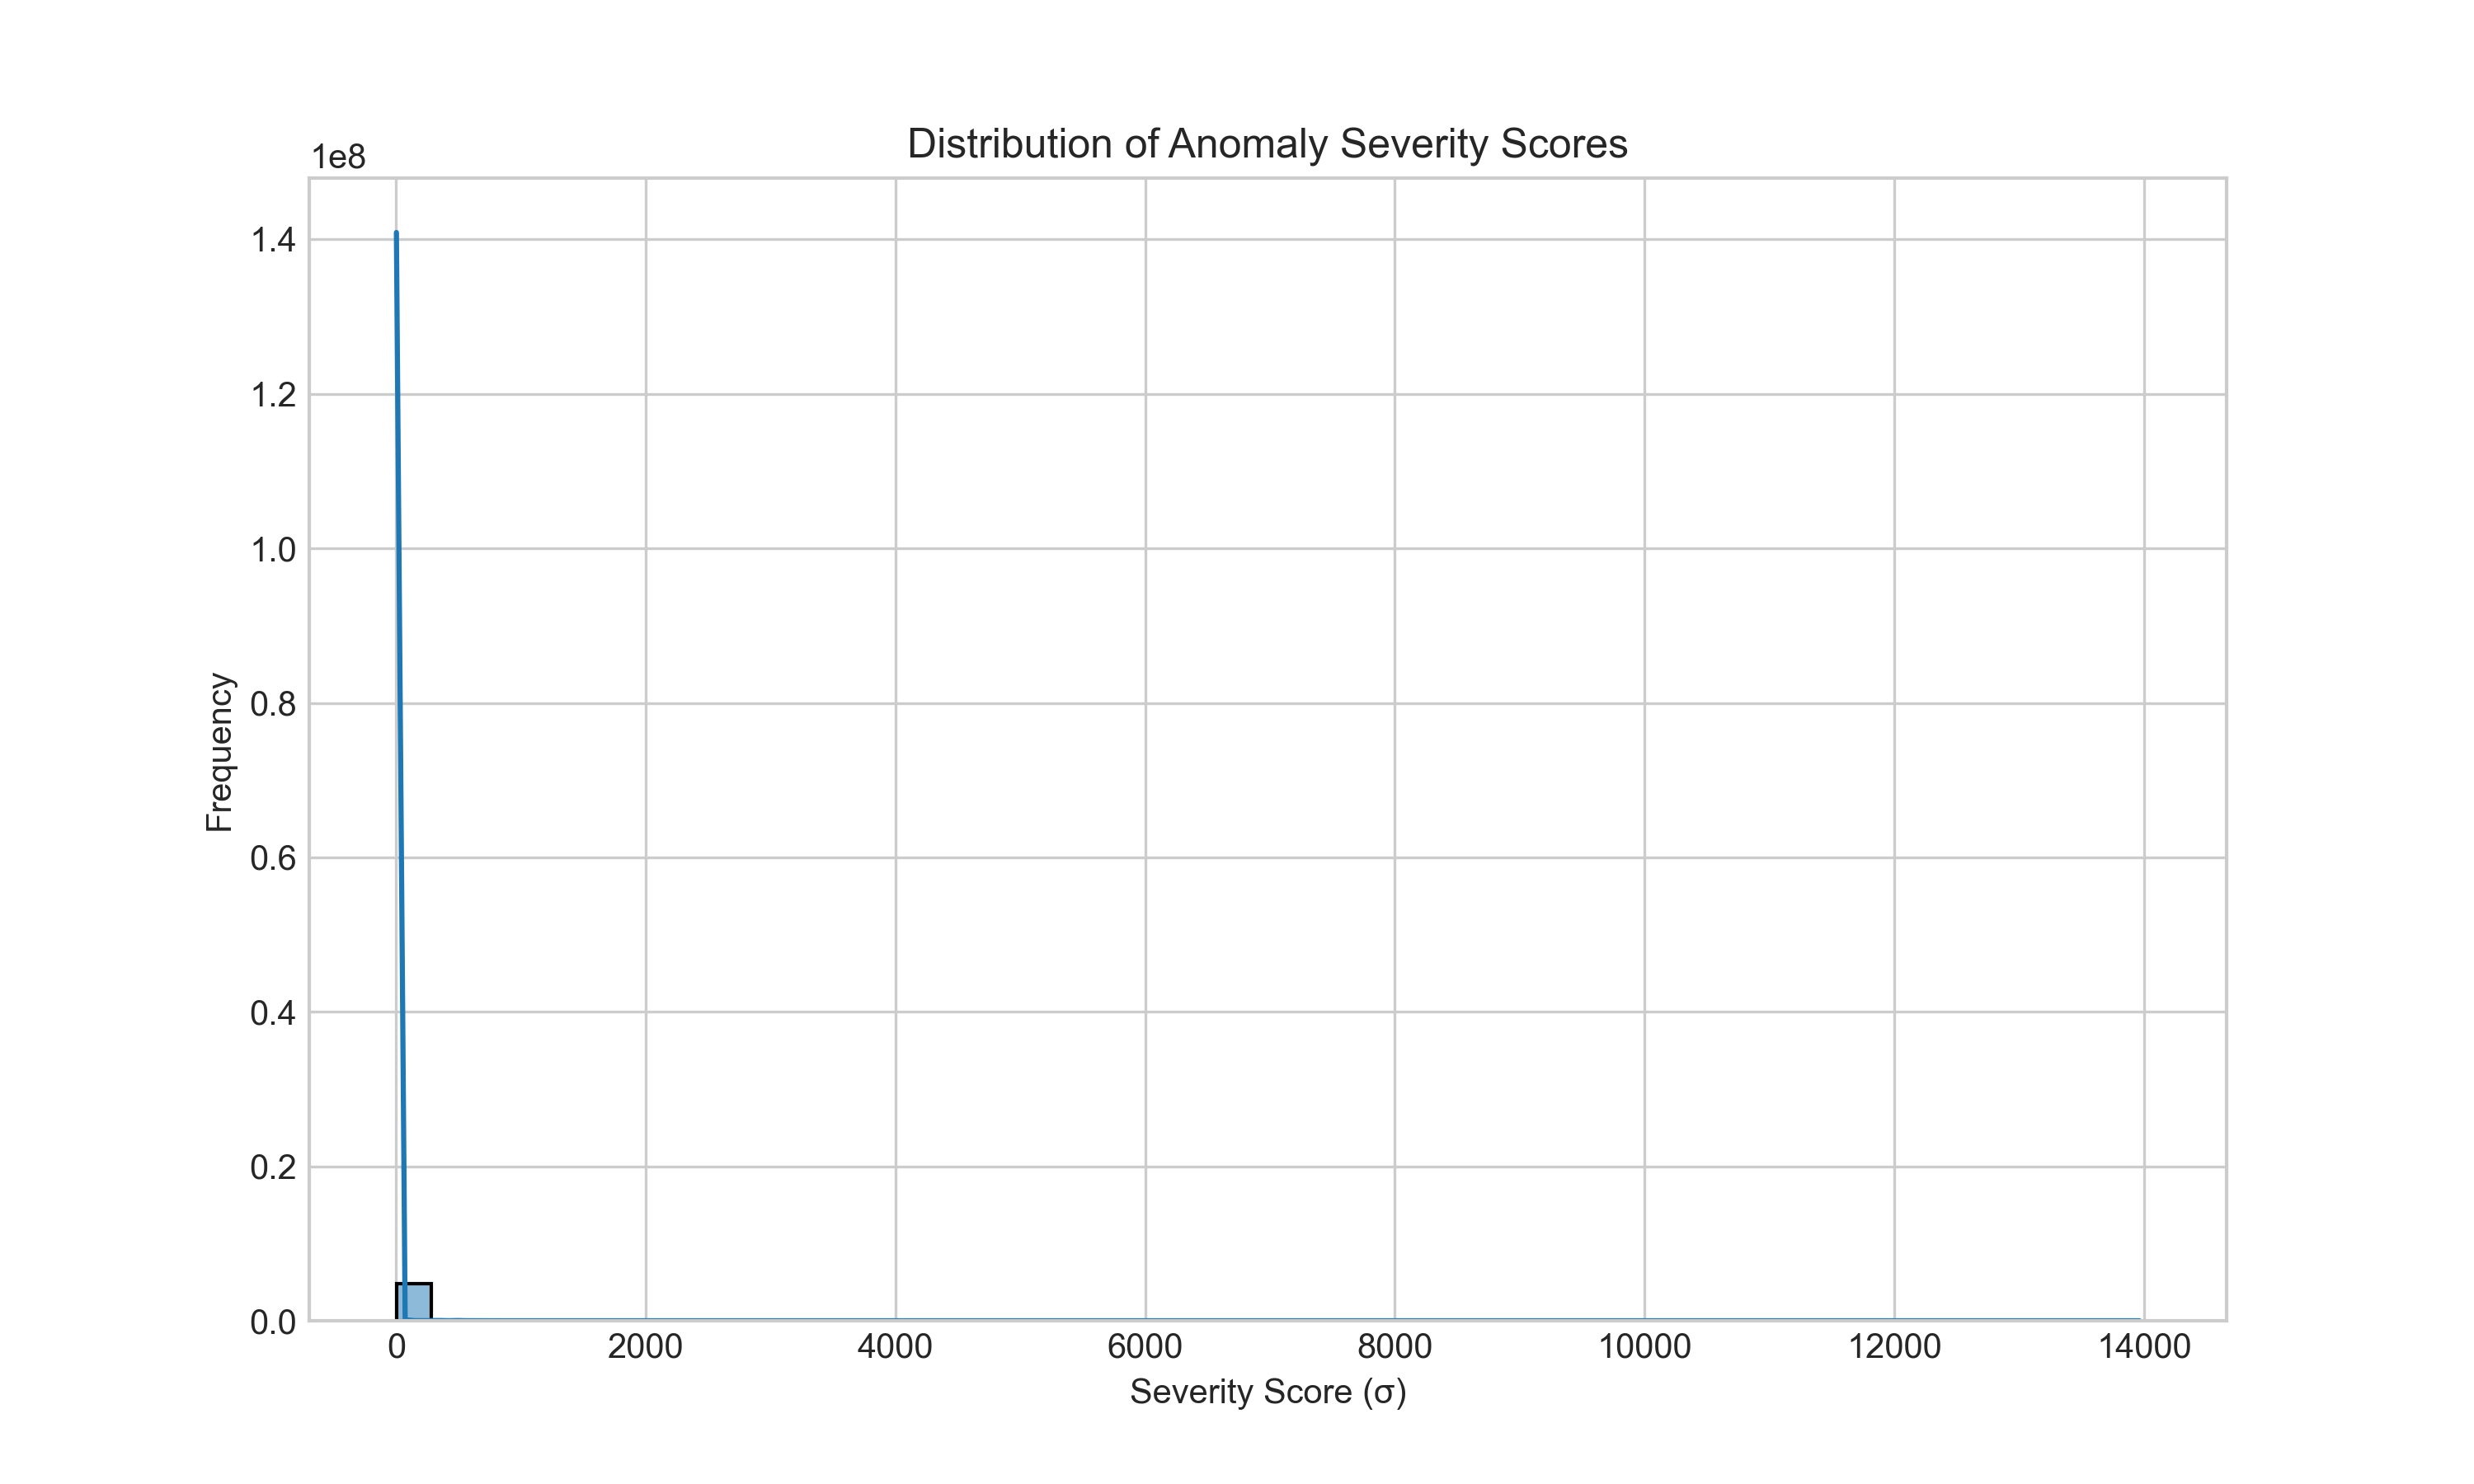 Distribution of Anomaly Severity Scores
1e8
1.4
1.2
1.0
0.8
0.6
0.4
0.2
0.0
Frequency
0 2000 4000 6000 8000 10000 12000 14000
Severity Score (σ)